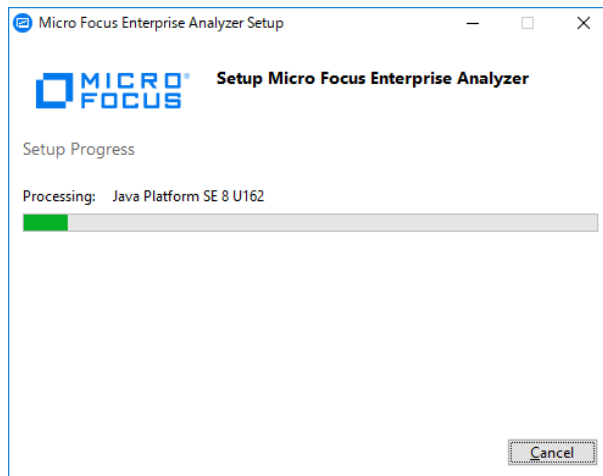 Micro Focus Enterprise Analyzer Setup
MICRO®
FOCUS
Setup Micro Focus Enterprise Analyzer
Setup Progress
Processing: Java Platform SE 8 U162
Cancel